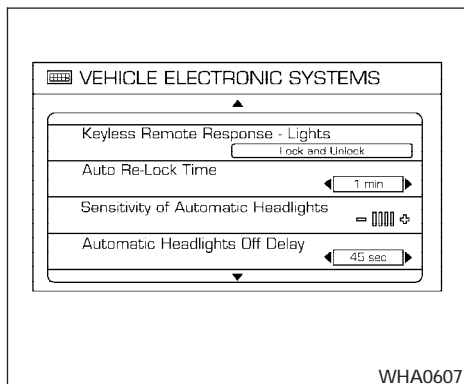 VEHICLE ELECTRONIC SYSTEMS
Keyless Remote Response - Lights
Lock and Unlock
Auto Re-Lock Time
1 min
Sensitivity of Automatic Headlights
Automatic Headlights Off Delay
45 sec
WHA0607